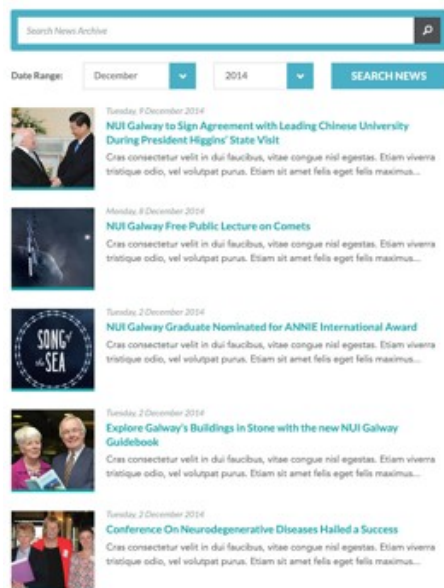 Search News Archive
Date Range: December 2014 SEARCH NEWS
Tuesday, 9 December 2014
NUI Galway to Sign Agreement with Leading Chinese University
During President Higgins' State Visit
Cras consectetur velit in dui faucibus, vitae congue nisl egestas. Etiam viverra
tristique odio, vel volutpat purus. Etiam sit amet felis eget felis maximus...
Monday, 8 December 2014
NUI Galway Free Public Lecture on Comets
Cras consectetur velit in dui faucibus, vitae congue nisl egestas. Etiam viverra
tristique odio, vel volutpat purus. Etiam sit amet felis eget felis maximus...
SONG of
the SEA
Tuesday, 2 December 2014
NUI Galway Graduate Nominated for ANNIE International Award
Cras consectetur velit in dui faucibus, vitae congue nisl egestas. Etiam viverra
tristique odio, vel volutpat purus. Etiam sit amet felis eget felis maximus...
Tuesday, 2 December 2014
Explore Galway's Buildings in Stone with the new NUI Galway
Guidebook
Cras consectetur velit in dui faucibus, vitae congue nisl egestas. Etiam viverra
tristique odio, vel volutpat purus. Etiam sit amet felis eget felis maximus...
Tuesday, 2 December 2014
Conference On Neurodegenerative Diseases Hailed a Success
Cras consectetur velit in dui faucibus, vitae congue nisl egestas. Etiam viverra
tristique odio, vel volutpat purus. Etiam sit amet felis eget felis maximus...